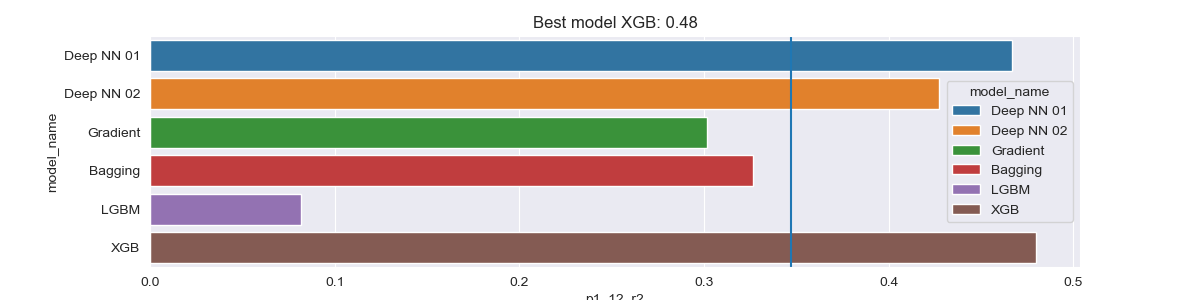 Best model XGB: 0.48
model_name
Deep NN 01
Deep NN 02
Gradient
Bagging
LGBM
XGB
model_name
Deep NN 01
Deep NN 02
Gradient
Bagging
LGBM
XGB
0.0 0.1 0.2 0.3 0.4 0.5
p1_12_r2